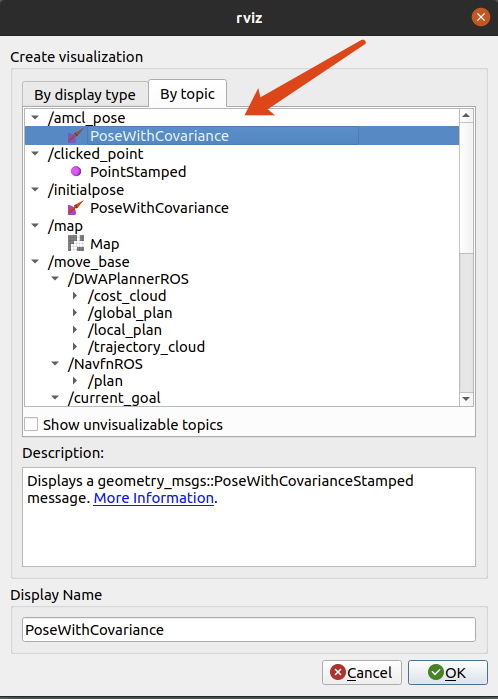 rviz
Create visualization
By display type By topic
/amcl_pose
PoseWithCovariance
/clicked_point
PointStamped
/initialpose
PoseWithCovariance
/map
Map
/move_base
/DWAPlannerROS
/cost_cloud
/global_plan
/local_plan
/trajectory_cloud
/NavfnROS
/plan
/current_goal
Show unvisualizable topics
Description:
Displays a geometry_msgs::PoseWithCovarianceStamped
message. More Information.
Display Name
PoseWithCovariance
Cancel OK